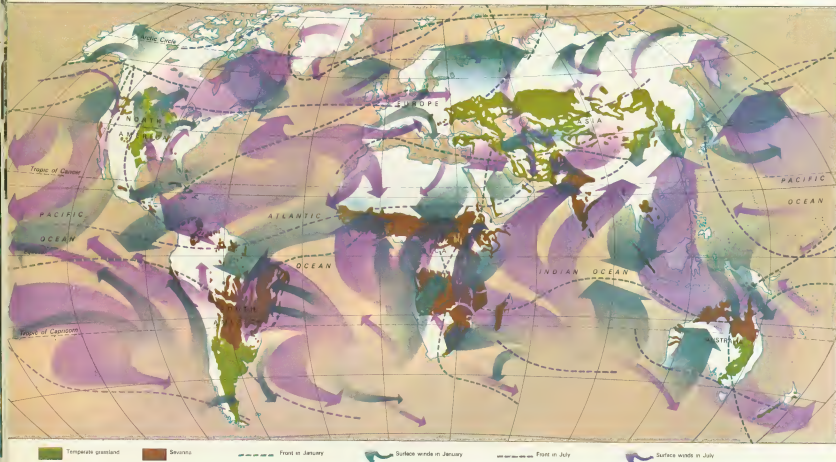 Arctic Circle
NORTH
AMERICA
EUROPE
ASIA
Tropic of Cancer
PACIFIC
OCEAN
ATLANTIC
OCEAN
PACIFIC
OCEAN
INDIAN OCEAN
Tropic of Capricorn
Temperate grassland
Savanna
Front in January
Surface winds in January
Front in July
Surface winds in July